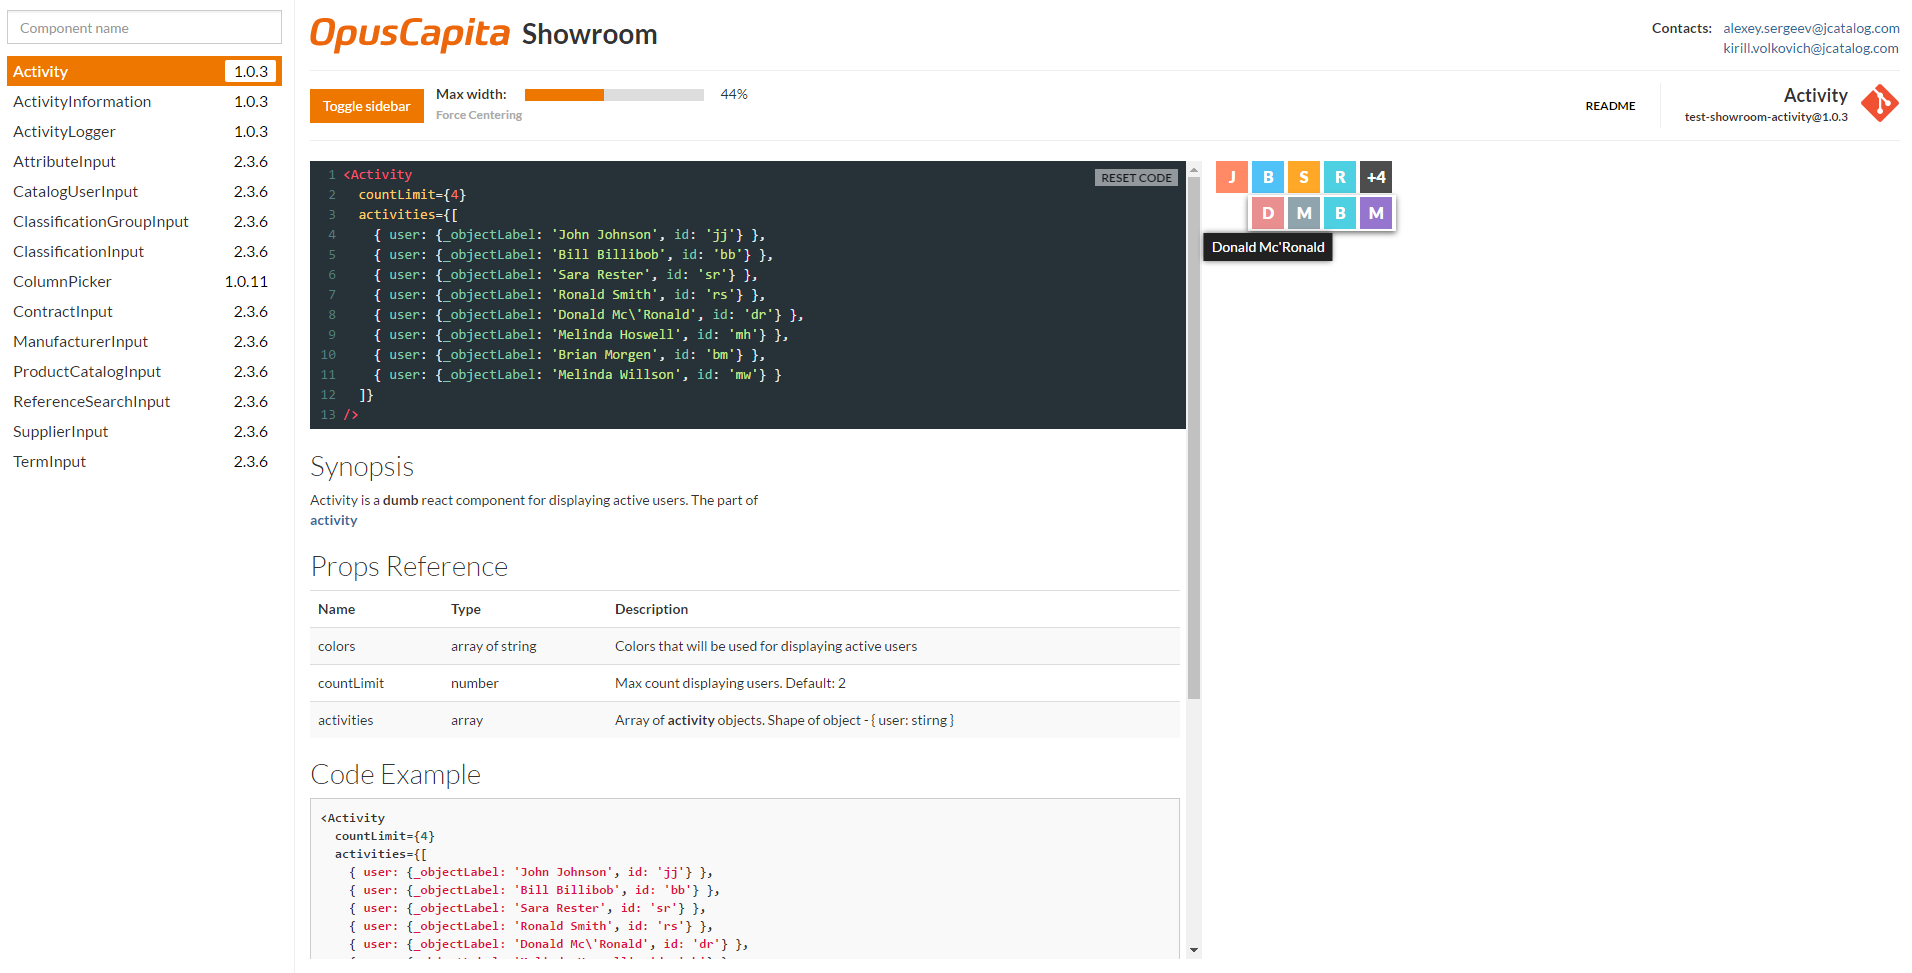 Component name
Activity 1.0.3
ActivityInformation 1.0.3
ActivityLogger 1.0.3
AttributeInput 2.3.6
CatalogUserInput 2.3.6
ClassificationGroupInput 2.3.6
ClassificationInput 2.3.6
ColumnPicker 1.0.11
ContractInput 2.3.6
ManufacturerInput 2.3.6
ProductCatalogInput 2.3.6
ReferenceSearchInput 2.3.6
SupplierInput 2.3.6
TermInput 2.3.6
OpusCapita Showroom
Contacts: alexey.sergeev@jcatalog.com
kirill.volkovich@jcatalog.com
Toggle sidebar
Max width: 44%
Force Centering
README
Activity
test-showroom-activity@1.0.3
RESET CODE
1 <Activity
2 countLimit={4}
3 activities={[
4 { user: {_objectLabel: 'John Johnson', id: 'jj'} },
5 { user: {_objectLabel: 'Bill Billibob', id: 'bb'} },
6 { user: {_objectLabel: 'Sara Rester', id: 'sr'} },
7 { user: {_objectLabel: 'Ronald Smith', id: 'rs'} },
8 { user: {_objectLabel: 'Donald Mc\'Ronald', id: 'dr'} },
9 { user: {_objectLabel: 'Melinda Hoswell', id: 'mh'} },
10 { user: {_objectLabel: 'Brian Morgen', id: 'bm'} },
11 { user: {_objectLabel: 'Melinda Willson', id: 'mw'} }
12 ]}
13 />
J B S R +4
D M B M
Donald Mc'Ronald
Synopsis
Activity is a dumb react component for displaying active users. The part of
activity
Props Reference
Name Type Description
colors array of string Colors that will be used for displaying active users
countLimit number Max count displaying users. Default: 2
activities array Array of activity objects. Shape of object - { user: stirng }
Code Example
<Activity
countLimit={4}
activities={[
{ user: {_objectLabel: 'John Johnson', id: 'jj'} },
{ user: {_objectLabel: 'Bill Billibob', id: 'bb'} },
{ user: {_objectLabel: 'Sara Rester', id: 'sr'} },
{ user: {_objectLabel: 'Ronald Smith', id: 'rs'} },
{ user: {_objectLabel: 'Donald Mc\'Ronald', id: 'dr'} },